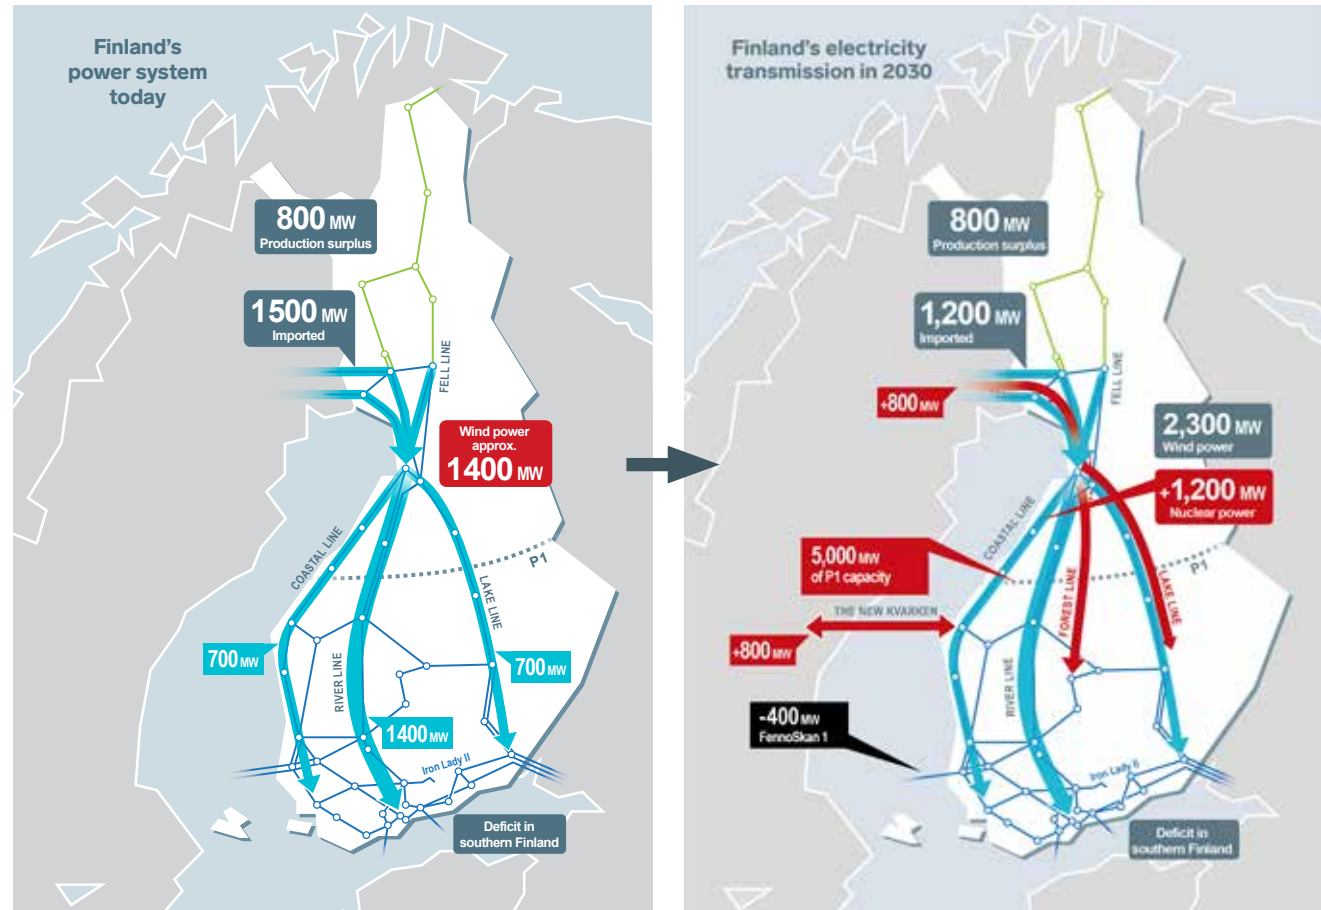 Finland's
power system
today
800 MW
Production surplus
1500 MW
Imported
FELL LINE
Wind power
approx.
1400 MW
COASTAL LINE
P1
LAKE LINE
700 MW
700 MW
RIVER LINE
1400 MW
Iron Lady II
Deficit in
southern Finland
Finland's electricity
transmission in 2030
800 MW
Production surplus
1,200 MW
Imported
FELL LINE
+800 MW
2,300 MW
Wind power
+1,200 MW
Nuclear power
COASTAL LINE
5,000 MW
of P1 capacity
P1
FOREST LINE
LAKE LINE
THE NEW KVARKEN
+800 MW
RIVER LINE
-400 MW
FennoSkan 1
Iron Lady II
Deficit in
southern Finland